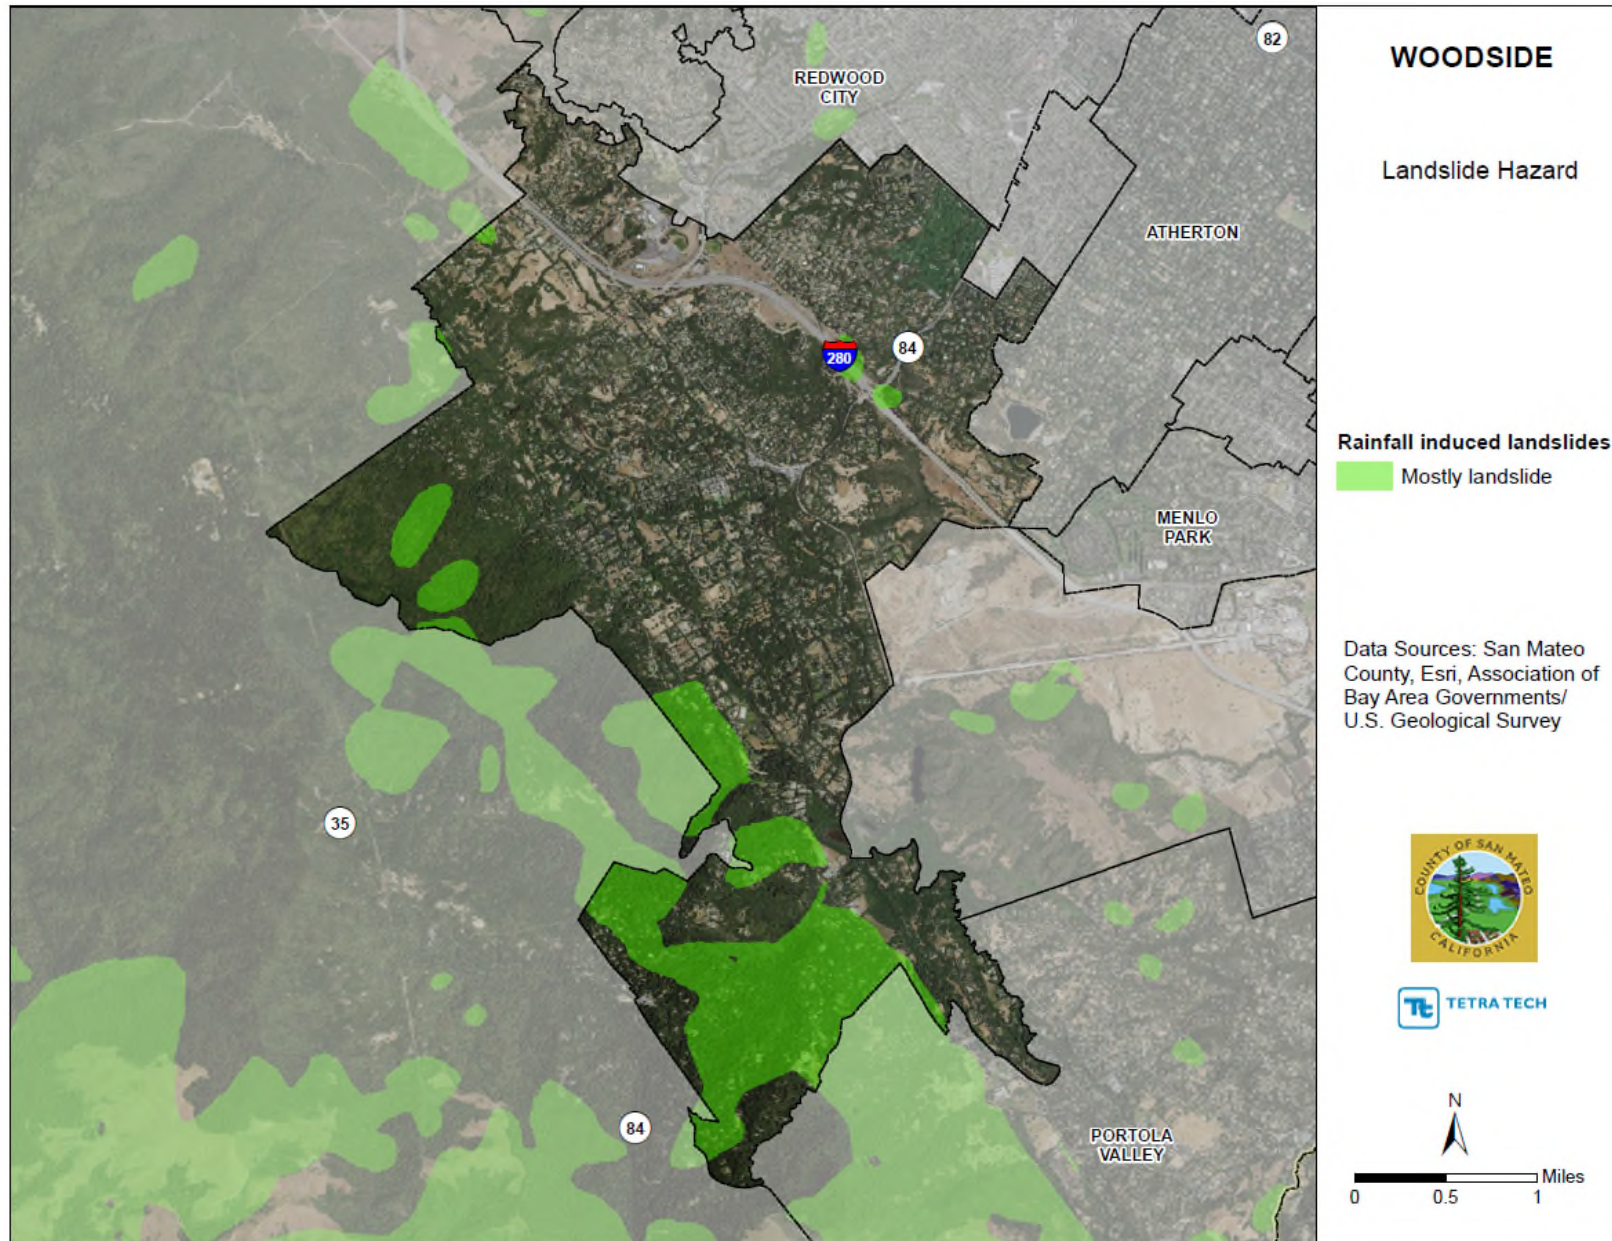 WOODSIDE
Landslide Hazard
82
REDWOOD
CITY
ATHERTON
280
84
Rainfall induced landslides
Mostly landslide
MENLO
PARK
Data Sources: San Mateo
County, Esri, Association of
Bay Area Governments/
U.S. Geological Survey
35
COUNTY OF SAN MATEO
CALIFORNIA
Tt
TETRA TECH
N
84
PORTOLA
VALLEY
Miles
0 0.5 1